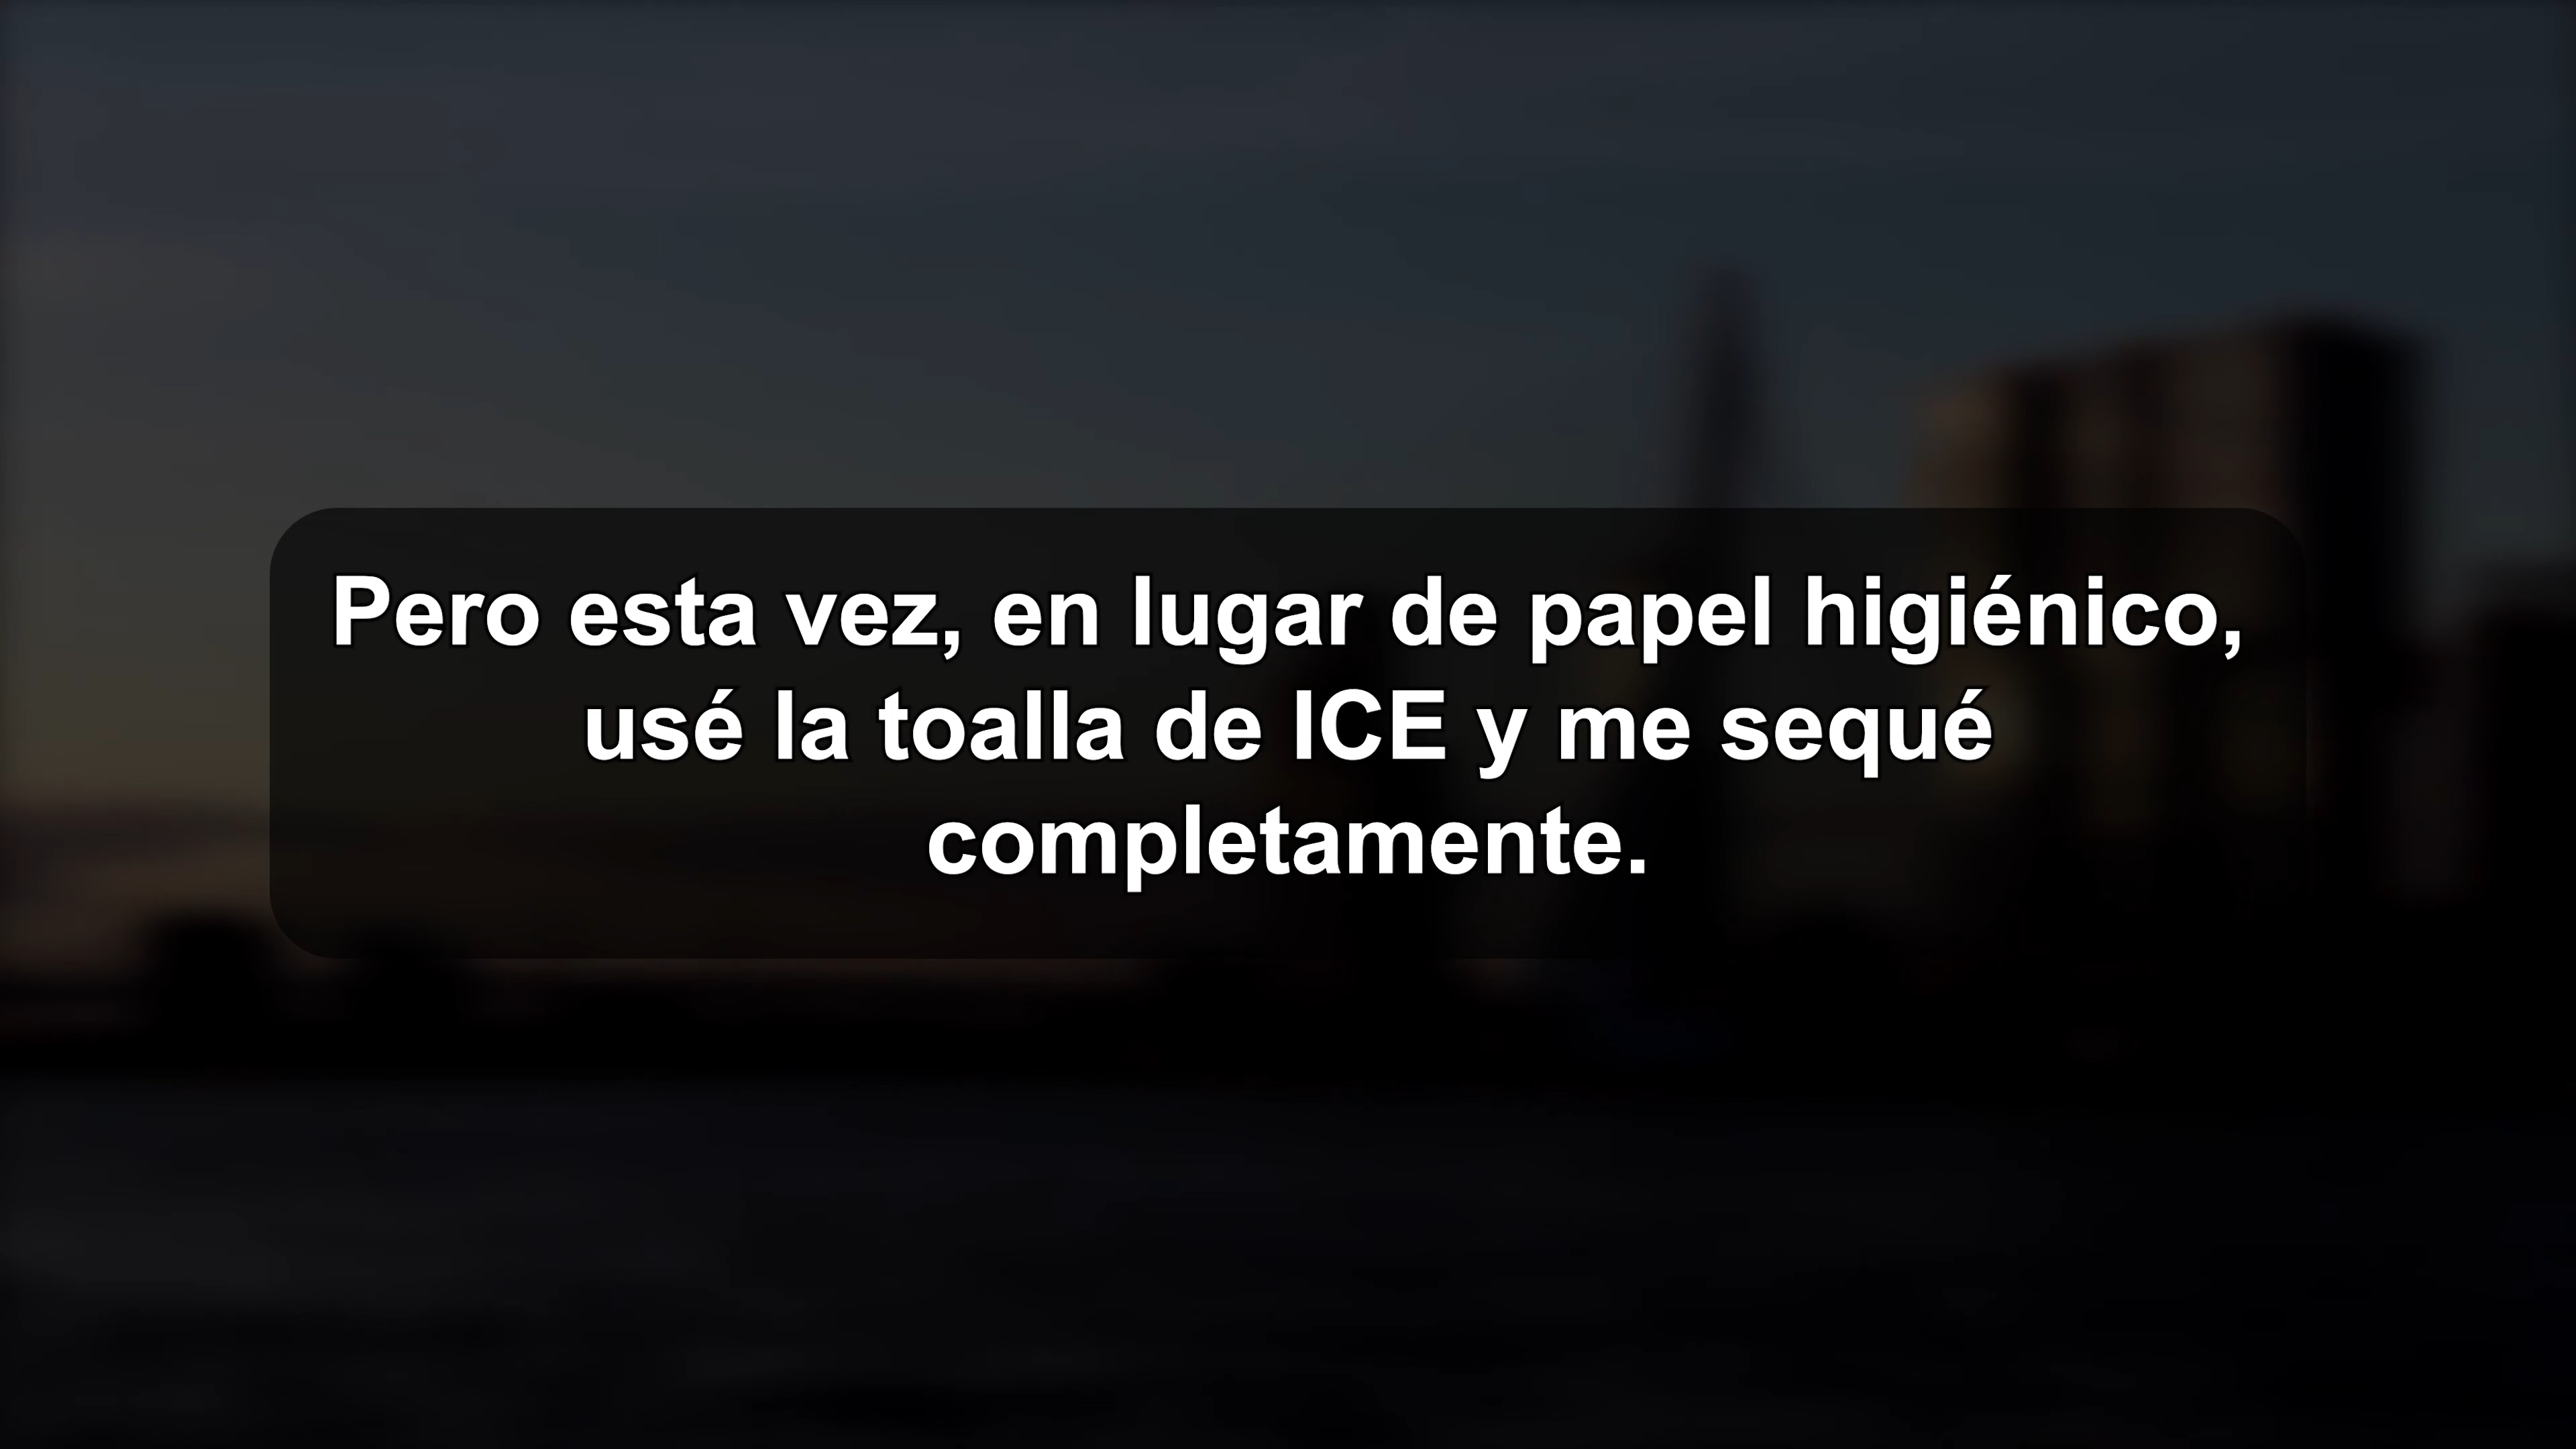 Pero esta vez, en lugar de papel higiénico,
usé la toalla de ICE y me sequé
completamente.